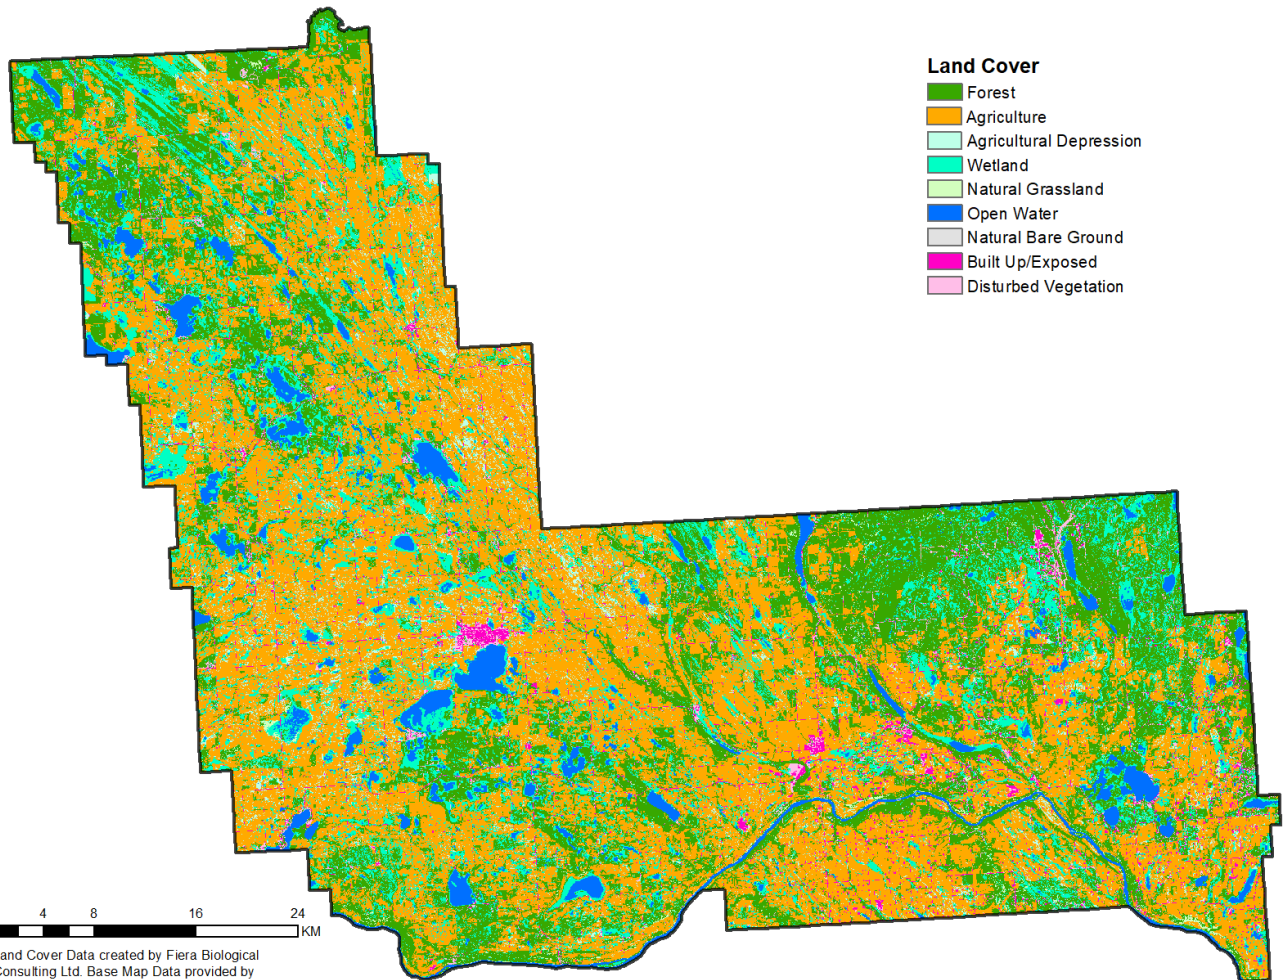 Land Cover
Forest
Agriculture
Agricultural Depression
Wetland
Natural Grassland
Open Water
Natural Bare Ground
Built Up/Exposed
Disturbed Vegetation
4 8 16 24
KM
and Cover Data created by Fiera Biological
Consulting Ltd. Base Map Data provided by